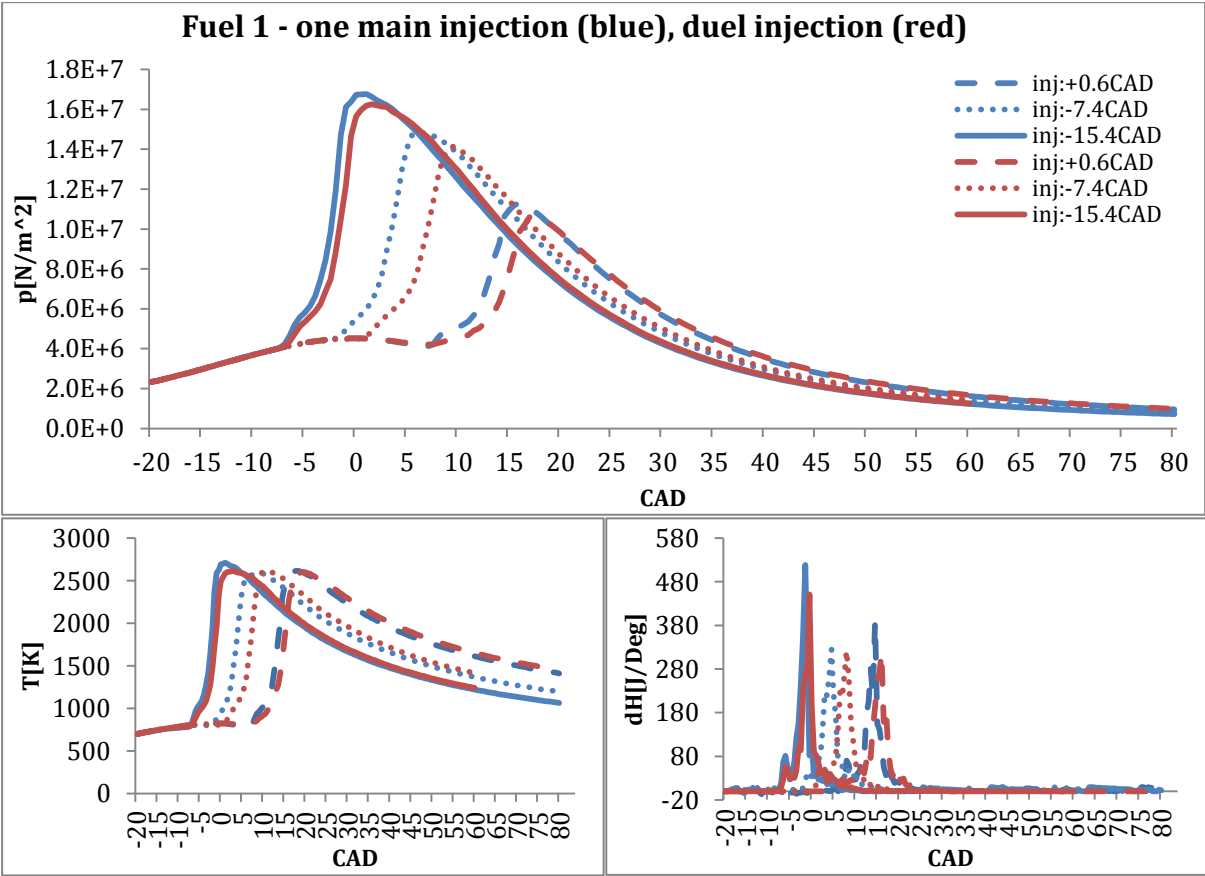 Fuel 1 - one main injection (blue), duel injection (red)
p[N/m^2]
1.8E+7
1.6E+7
1.4E+7
1.2E+7
1.0E+7
8.0E+6
6.0E+6
4.0E+6
2.0E+6
0.0E+0
inj:+0.6CAD
inj:-7.4CAD
inj:-15.4CAD
inj:+0.6CAD
inj:-7.4CAD
inj:-15.4CAD
-20 -15 -10 -5 0 5 10 15 20 25 30 35 40 45 50 55 60 65 70 75 80
CAD
T[K]
3000
2500
2000
1500
1000
500
0
-20 -15 -10 -5 0 5 10 15 20 25 30 35 40 45 50 55 60 65 70 75 80
CAD
dH[J/Deg]
580
480
380
280
180
80
-20
-20 -15 -10 -5 0 5 10 15 20 25 30 35 40 45 50 55 60 65 70 75 80
CAD